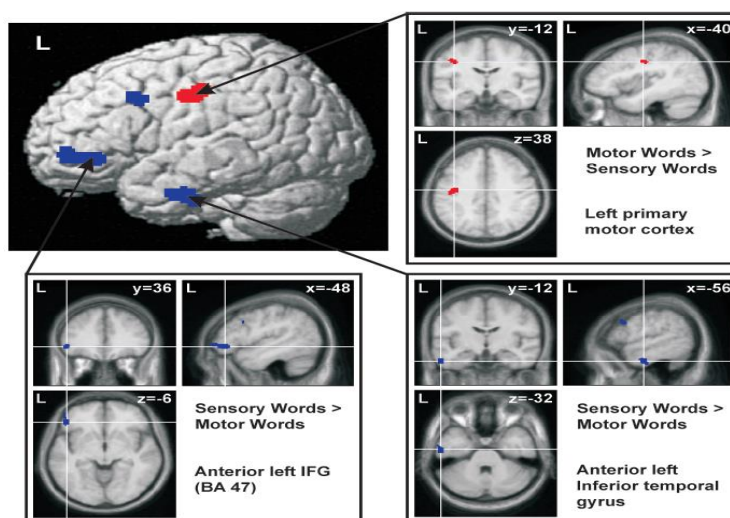 L
L
y=-12
L
x=-40
L
z=38
Motor Words >
Sensory Words
Left primary
motor cortex
L
y=36
L
x=-48
L
z=-6
Sensory Words >
Motor Words
Anterior left IFG
(BA 47)
L
y=-12
L
x=-56
L
z=-32
Sensory Words >
Motor Words
Anterior left
Inferior temporal
gyrus